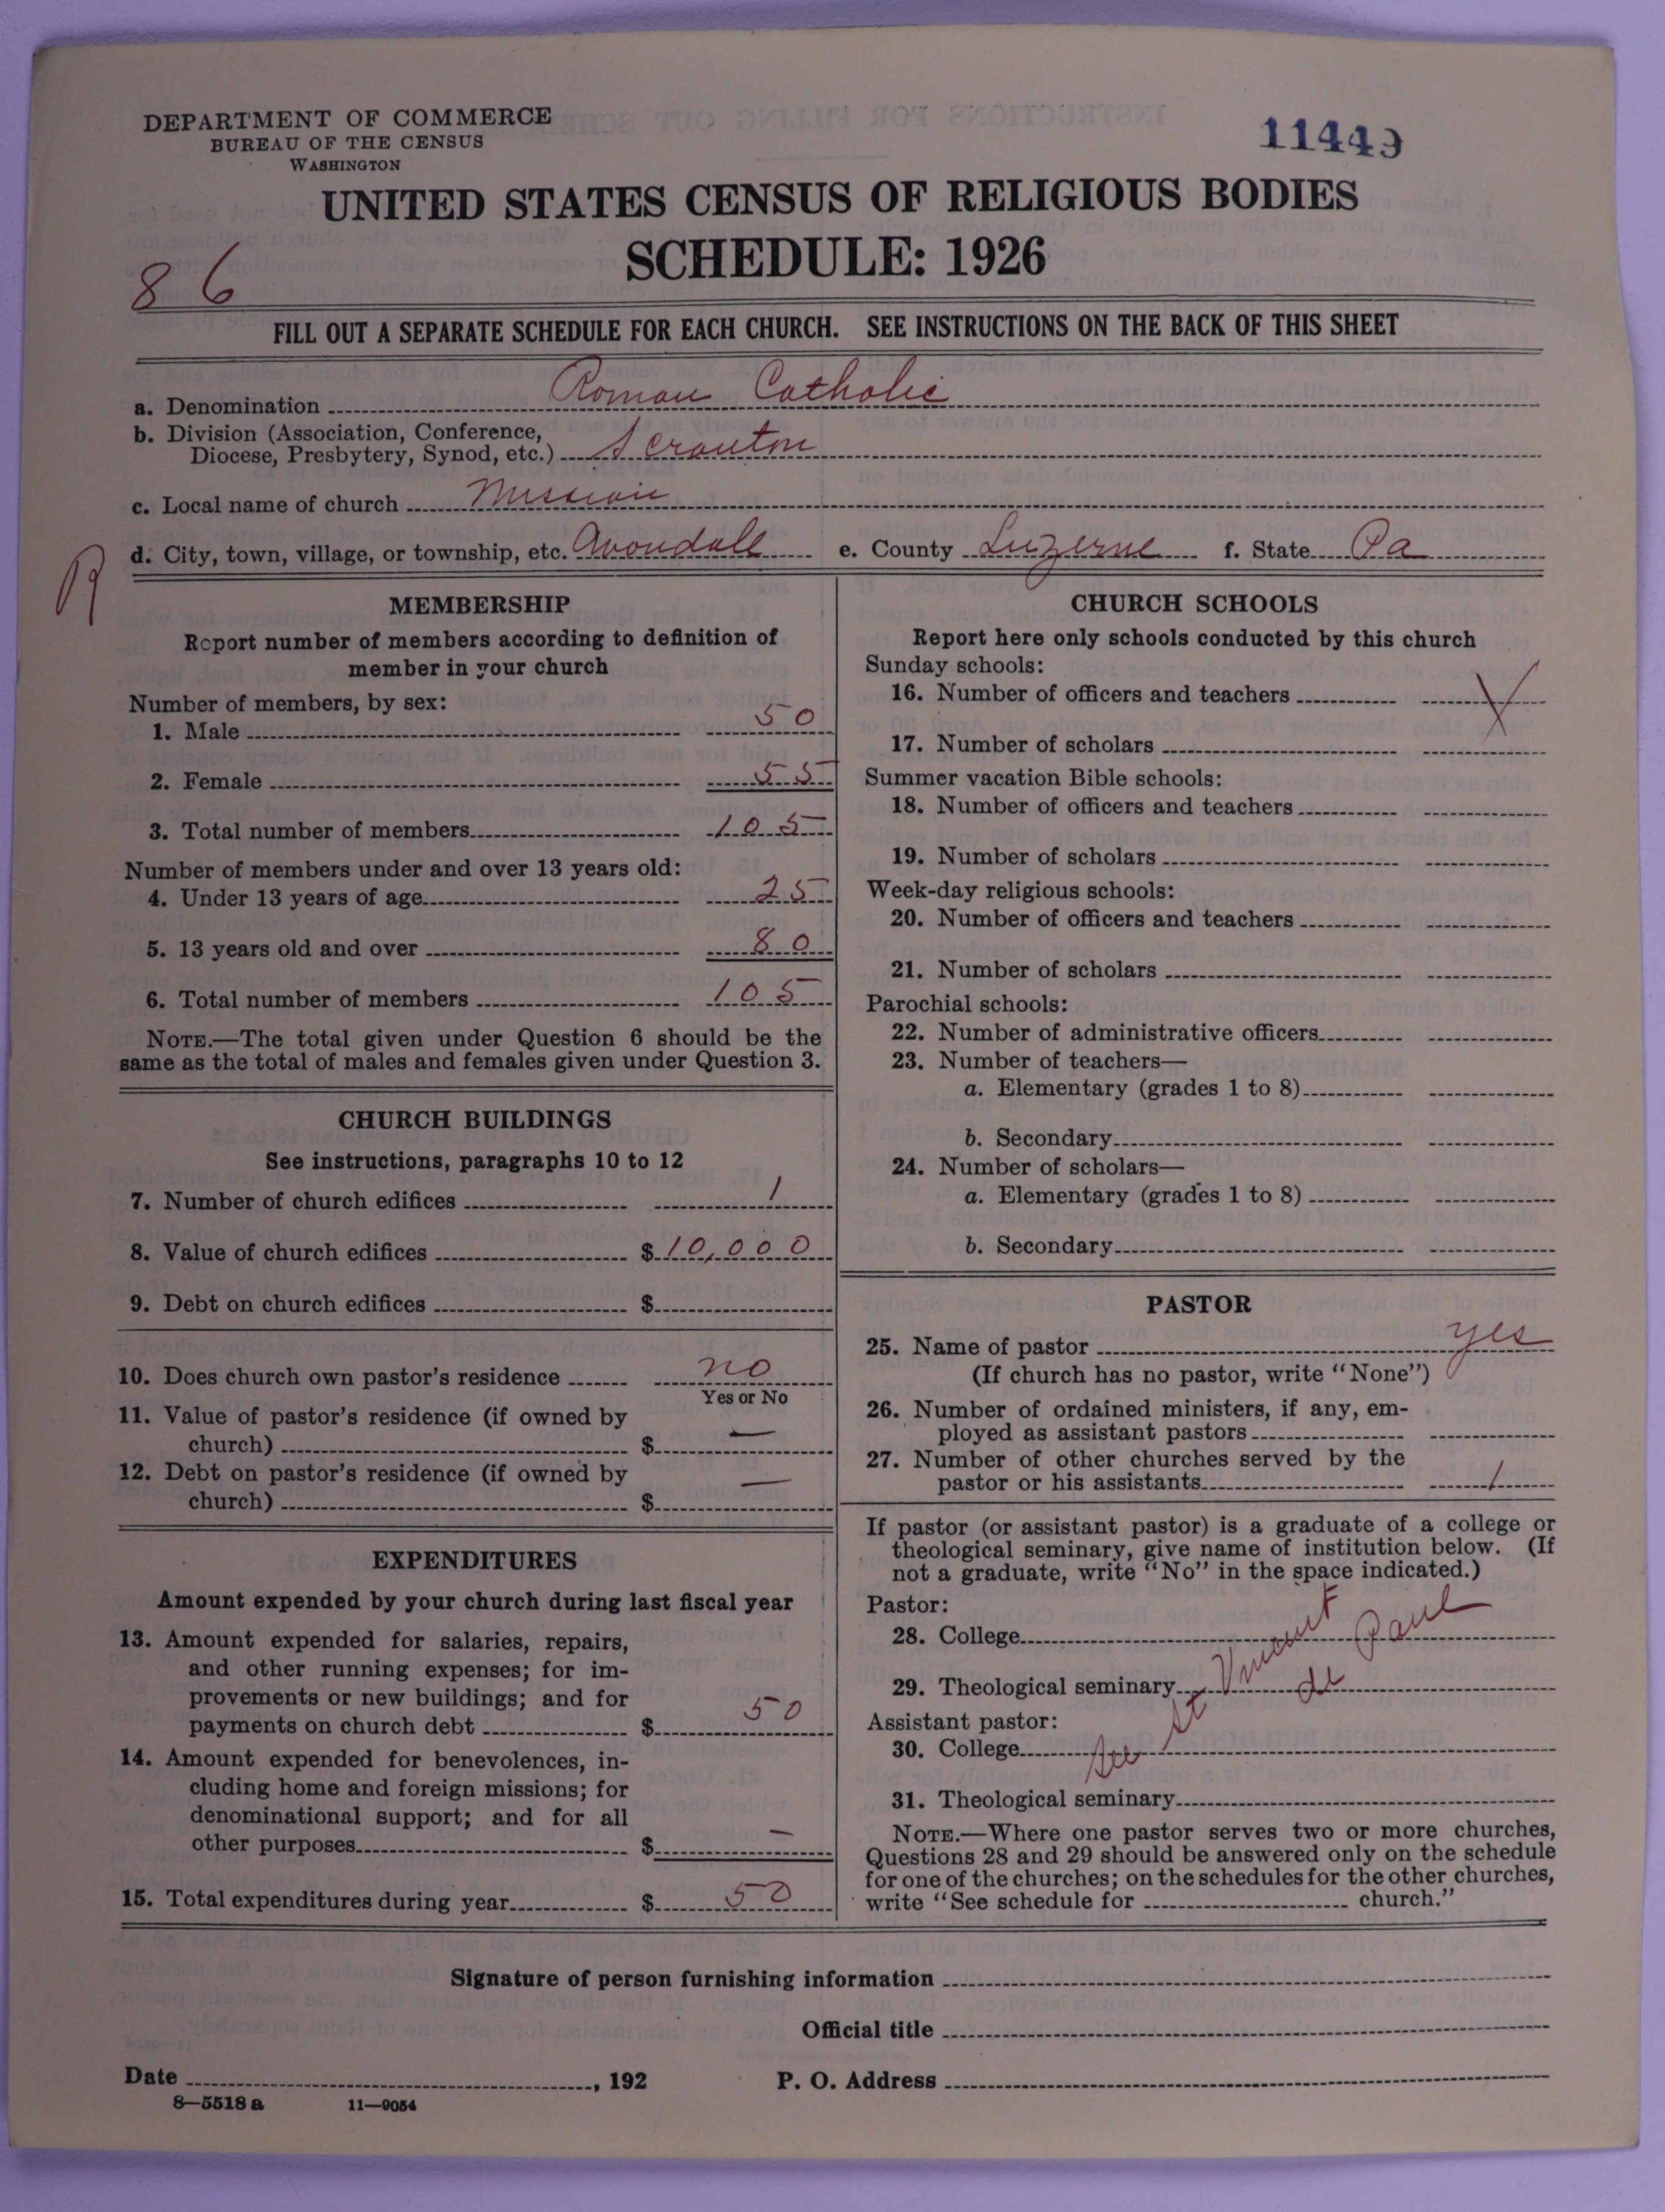 DEPARTMENT OF COMMERCE
BUREAU OF THE CENSUS
WASHINGTON
11449
UNITED STATES CENSUS OF RELIGIOUS BODIES
SCHEDULE: 1926
86
FILL OUT A SEPARATE SCHEDULE FOR EACH CHURCH. SEE INSTRUCTIONS ON THE BACK OF THIS SHEET
a. Denomination Roman Catholic
b. Division (Association, Conference,
Diocese, Presbytery, Synod, etc.) Scranton
c. Local name of church Mission
d. City, town, village, or township, etc. Avondale e. County Luzerne f. State Pa
R
MEMBERSHIP
Report number of members according to definition of
member in your church
Number of members, by sex:
1. Male 50
2. Female 55
3. Total number of members 105
Number of members under and over 13 years old:
4. Under 13 years of age 25
5. 13 years old and over 80
6. Total number of members 105
NOTE.—The total given under Question 6 should be the
same as the total of males and females given under Question 3.
CHURCH BUILDINGS
See instructions, paragraphs 10 to 12
7. Number of church edifices 1
8. Value of church edifices $ 10,000
9. Debt on church edifices $
10. Does church own pastor's residence no
Yes or No
11. Value of pastor's residence (if owned by
church) $ —
12. Debt on pastor's residence (if owned by
church) $ —
EXPENDITURES
Amount expended by your church during last fiscal year
13. Amount expended for salaries, repairs,
and other running expenses; for im-
provements or new buildings; and for
payments on church debt $ 50
14. Amount expended for benevolences, in-
cluding home and foreign missions; for
denominational support; and for all
other purposes $ —
15. Total expenditures during year $ 50
CHURCH SCHOOLS
Report here only schools conducted by this church
Sunday schools:
16. Number of officers and teachers X
17. Number of scholars
Summer vacation Bible schools:
18. Number of officers and teachers
19. Number of scholars
Week-day religious schools:
20. Number of officers and teachers
21. Number of scholars
Parochial schools:
22. Number of administrative officers
23. Number of teachers—
a. Elementary (grades 1 to 8)
b. Secondary
24. Number of scholars—
a. Elementary (grades 1 to 8)
b. Secondary
PASTOR
25. Name of pastor yes
(If church has no pastor, write "None")
26. Number of ordained ministers, if any, em-
ployed as assistant pastors
27. Number of other churches served by the
pastor or his assistants 1
If pastor (or assistant pastor) is a graduate of a college or
theological seminary, give name of institution below. (If
not a graduate, write "No" in the space indicated.)
Pastor:
28. College
29. Theological seminary
Assistant pastor:
30. College
See St Vincent de Paul
31. Theological seminary
NOTE.—Where one pastor serves two or more churches,
Questions 28 and 29 should be answered only on the schedule
for one of the churches; on the schedules for the other churches,
write "See schedule for church."
Signature of person furnishing information
Official title
Date , 192 P. O. Address
8—5518 a 11—9054